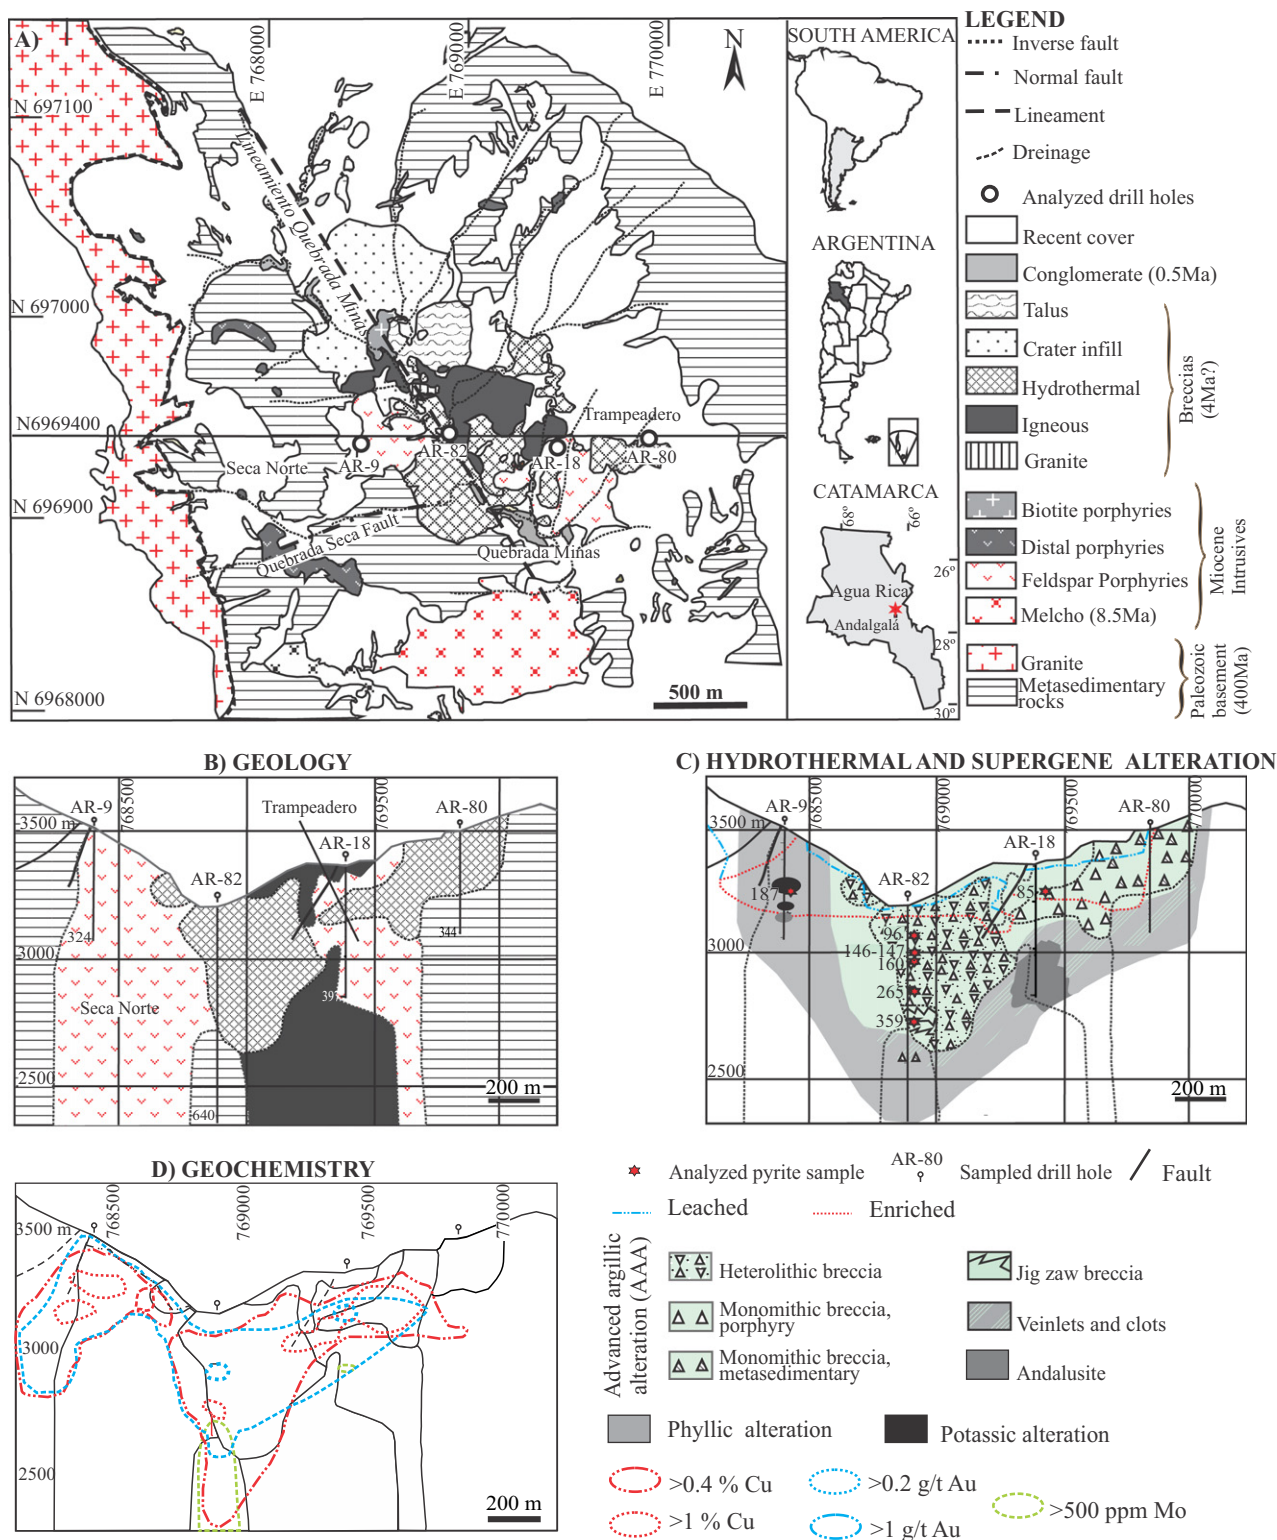 A)
E 768000
E 769000
E 770000
N
N 697100
N 697000
N6969400
N 696900
N 6968000
Lineamiento Quebrada Minas
Trampeadero
Seca Norte
AR-9
AR-82
AR-18
AR-80
Quebrada Seca Fault
Quebrada Minas
500 m
SOUTH AMERICA
ARGENTINA
CATAMARCA
68°
66°
26°
Agua Rica
Andalgalá
28°
30°
LEGEND
Inverse fault
Normal fault
Lineament
Dreinage
Analyzed drill holes
Recent cover
Conglomerate (0.5Ma)
Talus
Crater infill
Hydrothermal
Igneous
Granite
Breccias
(4Ma?)
Biotite porphyries
Distal porphyries
Feldspar Porphyries
Melcho (8.5Ma)
Miocene
Intrusives
Granite
Metasedimentary
rocks
Paleozoic
basement
(400Ma)
B) GEOLOGY
3500 m
AR-9
768500
Trampeadero
769500
AR-80
AR-18
AR-82
324
344
3000
397
Seca Norte
2500
640
200 m
C) HYDROTHERMAL AND SUPERGENE ALTERATION
3500 m
AR-9
768500
769000
769500
AR-80
770000
AR-18
AR-82
187
85
96
146-147
160
265
359
3000
2500
200 m
D) GEOCHEMISTRY
3500 m
768500
769000
769500
770000
3000
2500
200 m
Analyzed pyrite sample
AR-80
Sampled drill hole
Fault
Leached
Enriched
Advanced argillic
alteration (AAA)
Heterolithic breccia
Jig zaw breccia
Monomithic breccia,
porphyry
Veinlets and clots
Monomithic breccia,
metasedimentary
Andalusite
Phyllic alteration
Potassic alteration
>0.4 % Cu
>0.2 g/t Au
>500 ppm Mo
>1 % Cu
>1 g/t Au